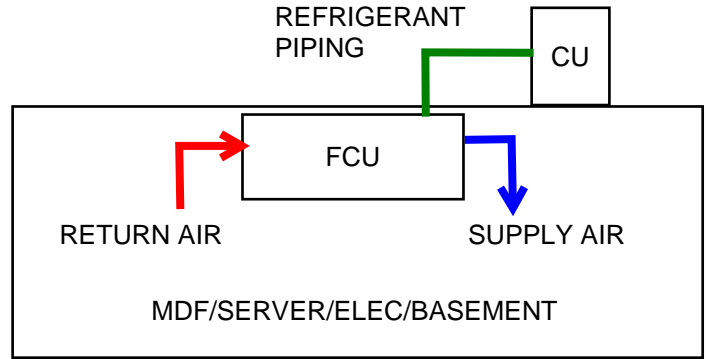 REFRIGERANT
PIPING
CU
FCU
RETURN AIR
SUPPLY AIR
MDF/SERVER/ELEC/BASEMENT